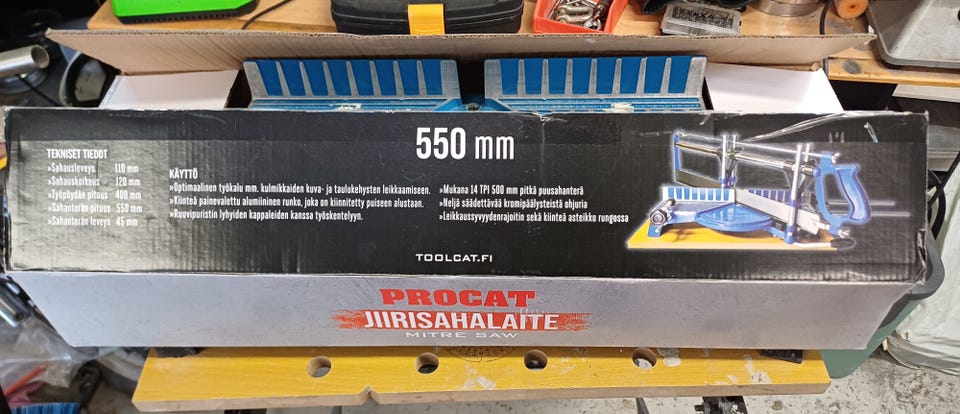 550 mm
TEKNISET TIEDOT
»Sahausleveys 110 mm
»Sahauskorkeus 120 mm
»Työpöydän pituus 400 mm
»Sahanterän pituus 550 mm
»Sahanterän leveys 45 mm
KÄYTTÖ
»Optimaalinen työkalu mm. kulmikkaiden kuva- ja taulukehysten leikkaamiseen.
»Kiinteä painevalettu alumiininen runko, joka on kiinnitetty puiseen alustaan.
»Ruuvipuristin lyhyiden kappaleiden kanssa työskentelyyn.
»Mukana 14 TPI 500 mm pitkä puusahanterä
»Neljä säädettävää kromipäälysteistä ohjuria
»Leikkaussyvyydenrajoitin sekä kiinteä asteikko rungossa
TOOLCAT.FI
PROCAT
JIIRISAHALAITE
MITRE SAW